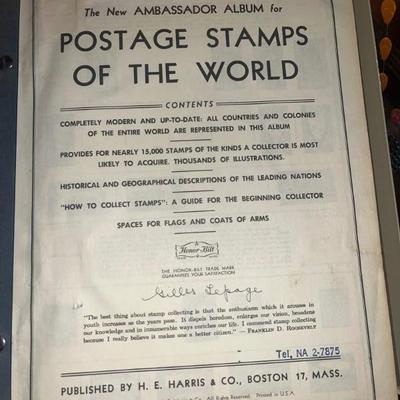 The New AMBASSADOR ALBUM for
POSTAGE STAMPS
OF THE WORLD
CONTENTS
COMPLETELY MODERN AND UP-TO-DATE: ALL COUNTRIES AND COLONIES
OF THE ENTIRE WORLD ARE REPRESENTED IN THIS ALBUM
PROVIDES FOR NEARLY 15,000 STAMPS OF THE KINDS A COLLECTOR IS MOST
LIKELY TO ACQUIRE. THOUSANDS OF ILLUSTRATIONS.
HISTORICAL AND GEOGRAPHICAL DESCRIPTIONS OF THE LEADING NATIONS
"HOW TO COLLECT STAMPS": A GUIDE FOR THE BEGINNING COLLECTOR
SPACES FOR FLAGS AND COATS OF ARMS
Honor-Bilt
THE HONOR-BILT TRADE MARK
GUARANTEES YOUR SATISFACTION
Gilles Lepage
"The best thing about stamp collecting is that the enthusiasm which it arouses in
youth increases as the years pass. It dispels boredom, enlarges our vision, broadens
our knowledge and in innumerable ways enriches our life. I commend stamp collecting
because I really believe it makes one a better citizen." — FRANKLIN D. ROOSEVELT
Tel. NA 2-7875
PUBLISHED BY H. E. HARRIS & CO., BOSTON 17, MASS.
Co. All Rights Reserved. Printed in U.S.A.